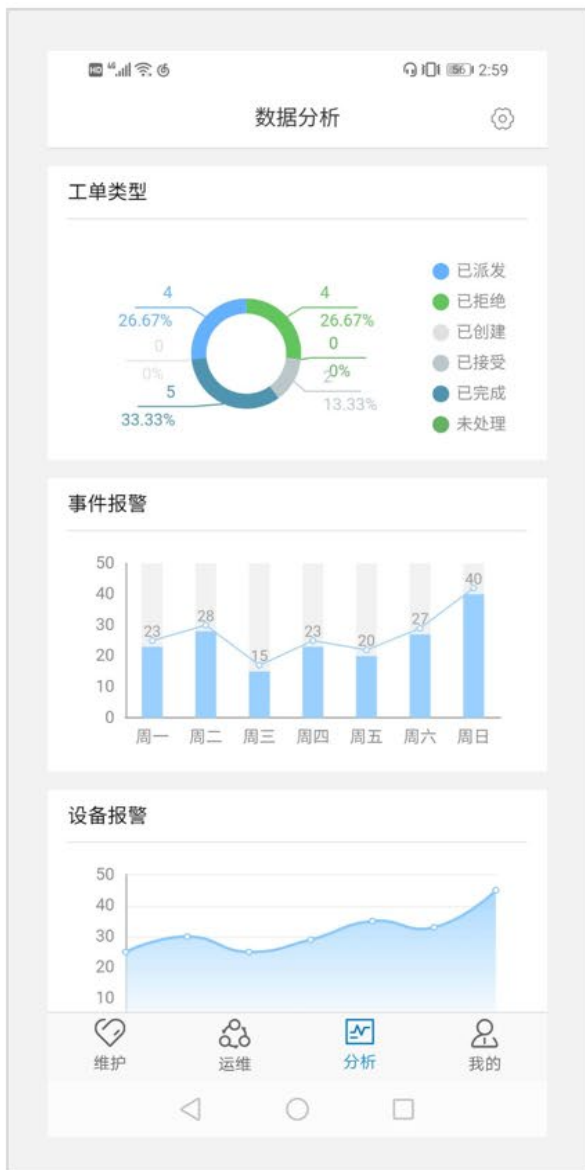 HD 4G 56 2:59
数据分析
工单类型
4
26.67%
0
0%
5
33.33%
4
26.67%
0
0%
2
13.33%
已派发
已拒绝
已创建
已接受
已完成
未处理
事件报警
50
40
30
20
10
0
23
28
15
23
20
27
40
周一 周二 周三 周四 周五 周六 周日
设备报警
50
40
30
20
10
维护 运维 分析 我的